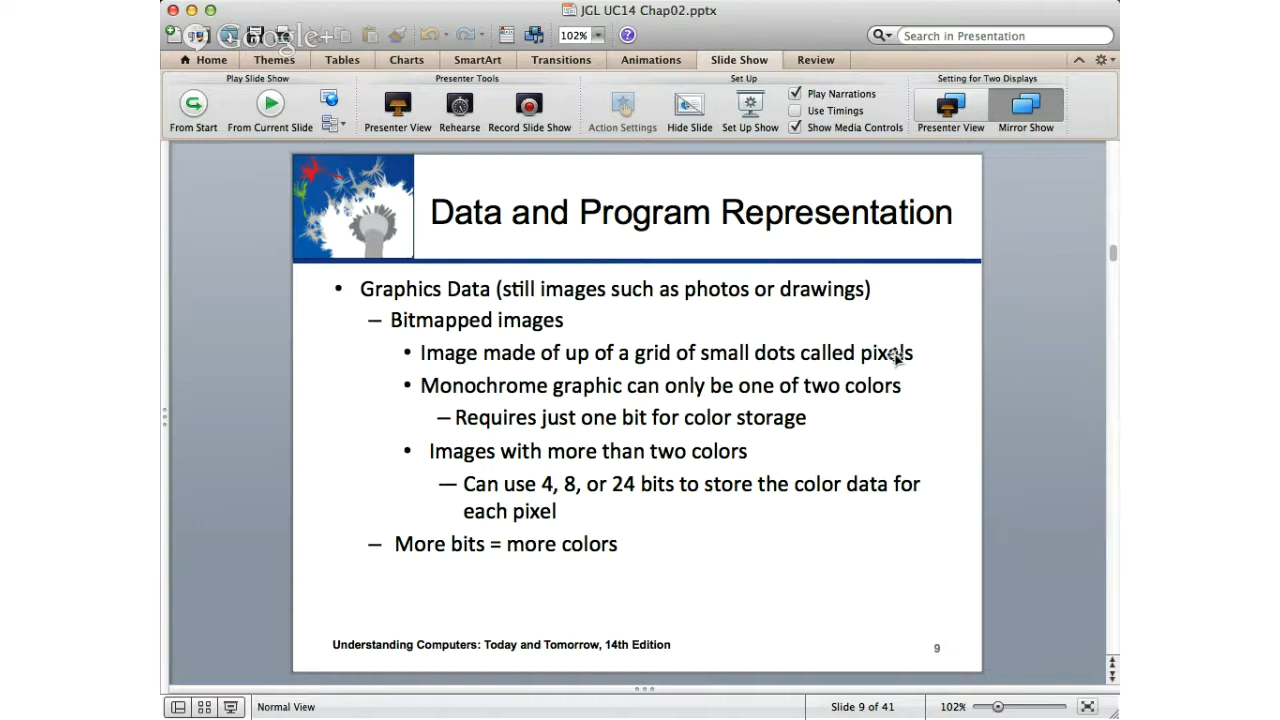 JGL UC14 Chap02.pptx
Google+
102%
Search in Presentation
Home Themes Tables Charts SmartArt Transitions Animations Slide Show Review
Play Slide Show Presenter Tools Set Up Setting for Two Displays
Play Narrations
Use Timings
Show Media Controls
From Start From Current Slide Presenter View Rehearse Record Slide Show Action Settings Hide Slide Set Up Show Presenter View Mirror Show
Data and Program Representation
• Graphics Data (still images such as photos or drawings)
– Bitmapped images
• Image made of up of a grid of small dots called pixels
• Monochrome graphic can only be one of two colors
– Requires just one bit for color storage
• Images with more than two colors
— Can use 4, 8, or 24 bits to store the color data for
each pixel
– More bits = more colors
Understanding Computers: Today and Tomorrow, 14th Edition
9
Normal View Slide 9 of 41 102%